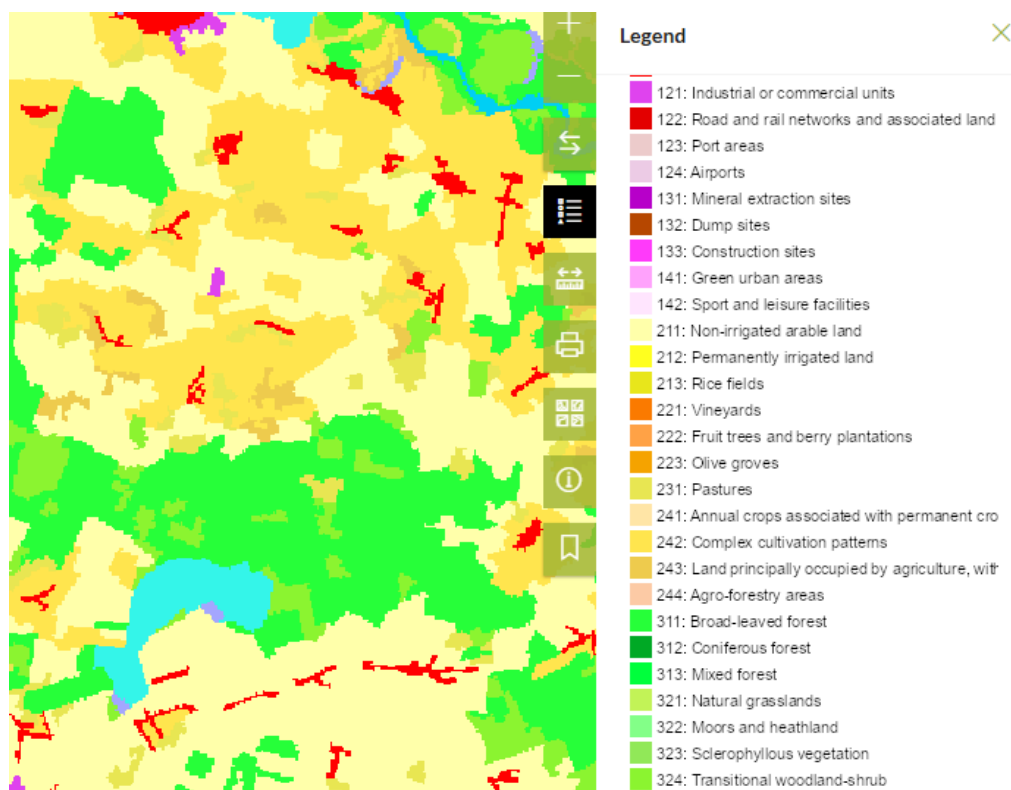 Legend
121: Industrial or commercial units
122: Road and rail networks and associated land
123: Port areas
124: Airports
131: Mineral extraction sites
132: Dump sites
133: Construction sites
141: Green urban areas
142: Sport and leisure facilities
211: Non-irrigated arable land
212: Permanently irrigated land
213: Rice fields
221: Vineyards
222: Fruit trees and berry plantations
223: Olive groves
231: Pastures
241: Annual crops associated with permanent cro
242: Complex cultivation patterns
243: Land principally occupied by agriculture, with
244: Agro-forestry areas
311: Broad-leaved forest
312: Coniferous forest
313: Mixed forest
321: Natural grasslands
322: Moors and heathland
323: Sclerophyllous vegetation
324: Transitional woodland-shrub